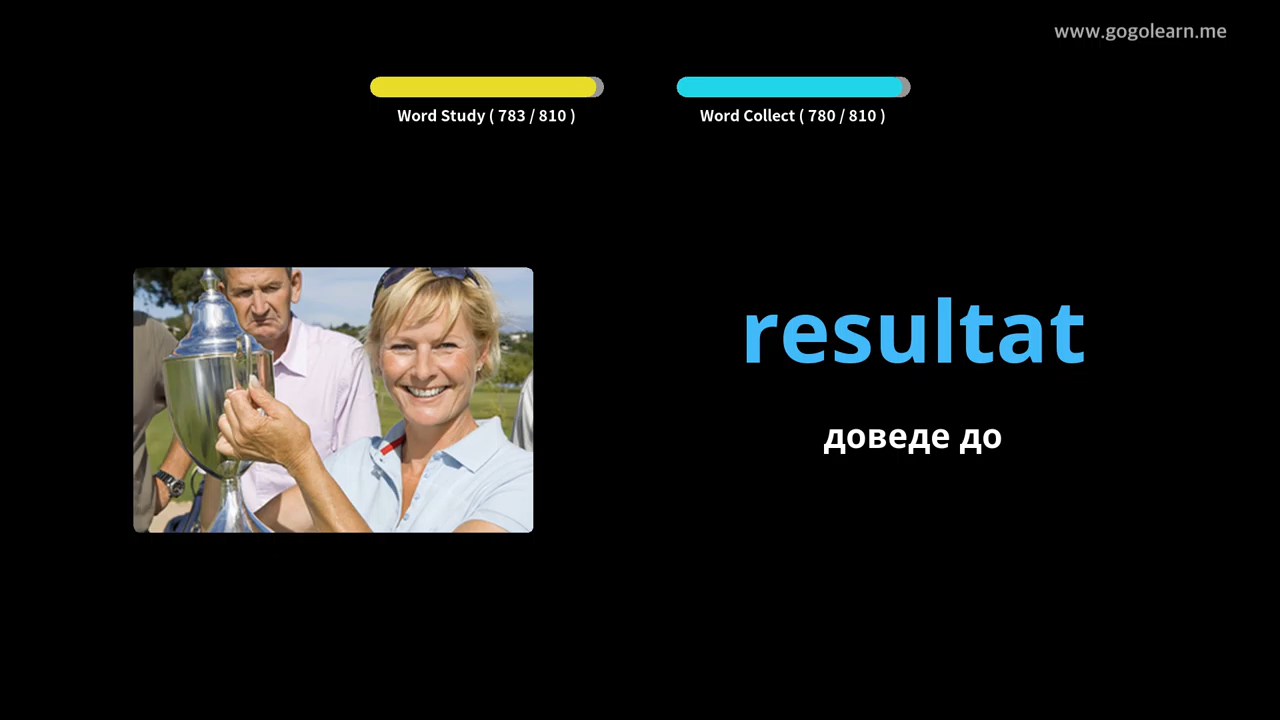 www.gogolearn.me
Word Study ( 783 / 810 )
Word Collect ( 780 / 810 )
resultat
доведе до